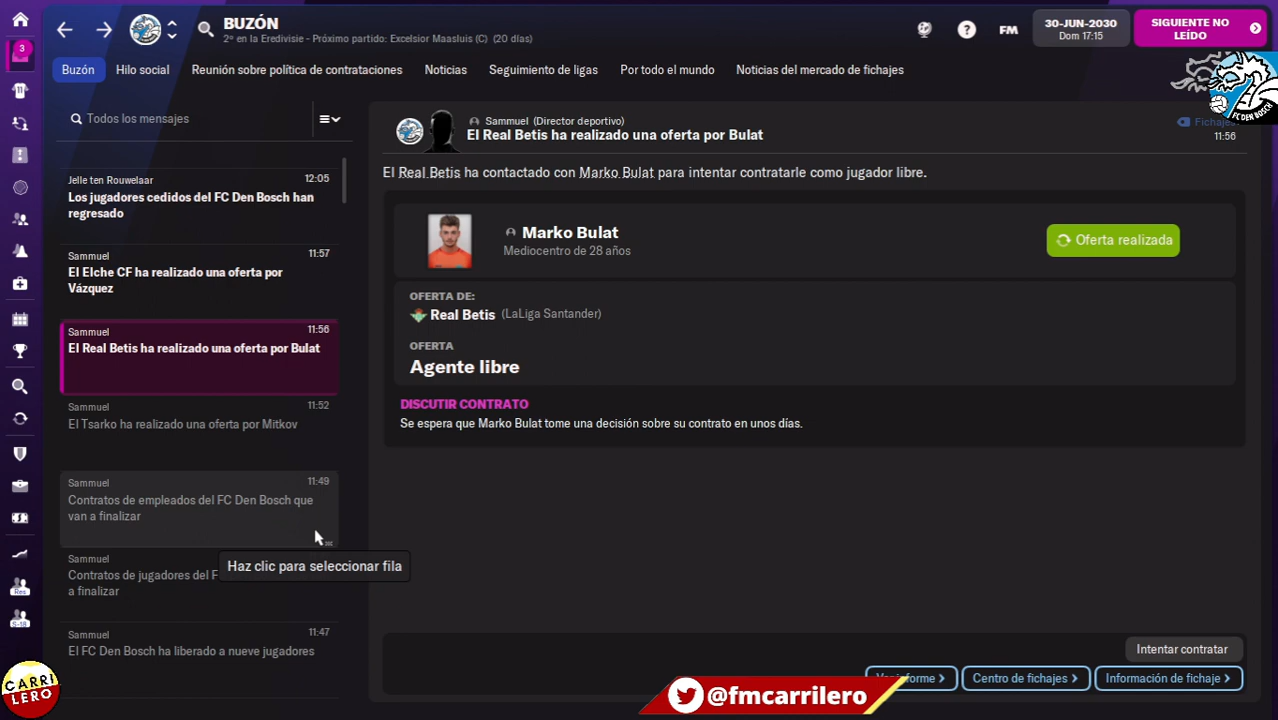 BUZÓN
2º en la Eredivisie - Próximo partido: Excelsior Maasluis (C) (20 días)
FM
30-JUN-2030
Dom 17:15
SIGUIENTE NO
LEÍDO
3
Buzón
Hilo social
Reunión sobre política de contrataciones
Noticias
Seguimiento de ligas
Por todo el mundo
Noticias del mercado de fichajes
FC DEN BOSCH
Todos los mensajes
Jelle ten Rouwelaar
12:05
Los jugadores cedidos del FC Den Bosch han
regresado
Sammuel
11:57
El Elche CF ha realizado una oferta por
Vázquez
Sammuel
11:56
El Real Betis ha realizado una oferta por Bulat
Sammuel
11:52
El Tsarko ha realizado una oferta por Mitkov
Sammuel
11:49
Contratos de empleados del FC Den Bosch que
van a finalizar
Haz clic para seleccionar fila
Sammuel
Contratos de jugadores del F
a finalizar
Sammuel
11:47
El FC Den Bosch ha liberado a nueve jugadores
Res
S-18
CARRI
LERO
Sammuel (Director deportivo)
El Real Betis ha realizado una oferta por Bulat
Fichajes
11:56
El Real Betis ha contactado con Marko Bulat para intentar contratarle como jugador libre.
Marko Bulat
Mediocentro de 28 años
Oferta realizada
OFERTA DE:
Real Betis (LaLiga Santander)
OFERTA
Agente libre
DISCUTIR CONTRATO
Se espera que Marko Bulat tome una decisión sobre su contrato en unos días.
Intentar contratar
Ver informe >
Centro de fichajes >
Información de fichaje >
@fmcarrilero